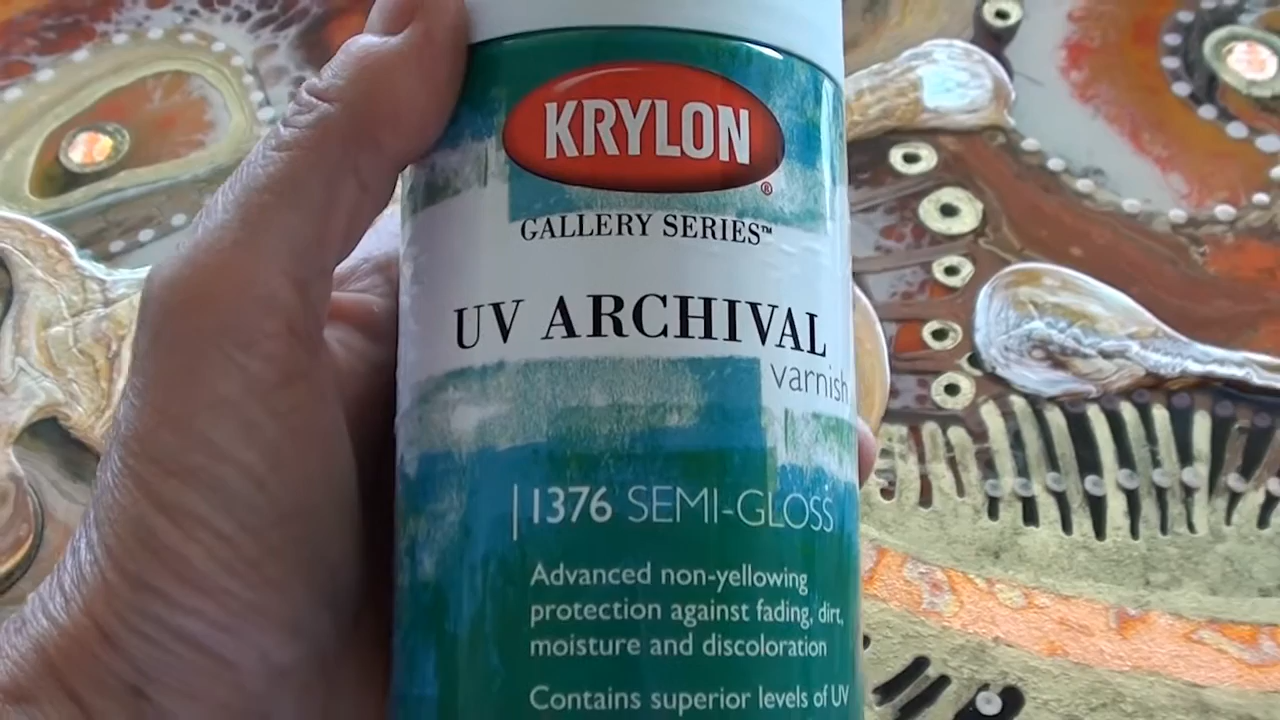 KRYLON
®
GALLERY SERIES™
UV ARCHIVAL
varnish
1376 SEMI-GLOSS
Advanced non-yellowing
protection against fading, dirt,
moisture and discoloration
Contains superior levels of UV